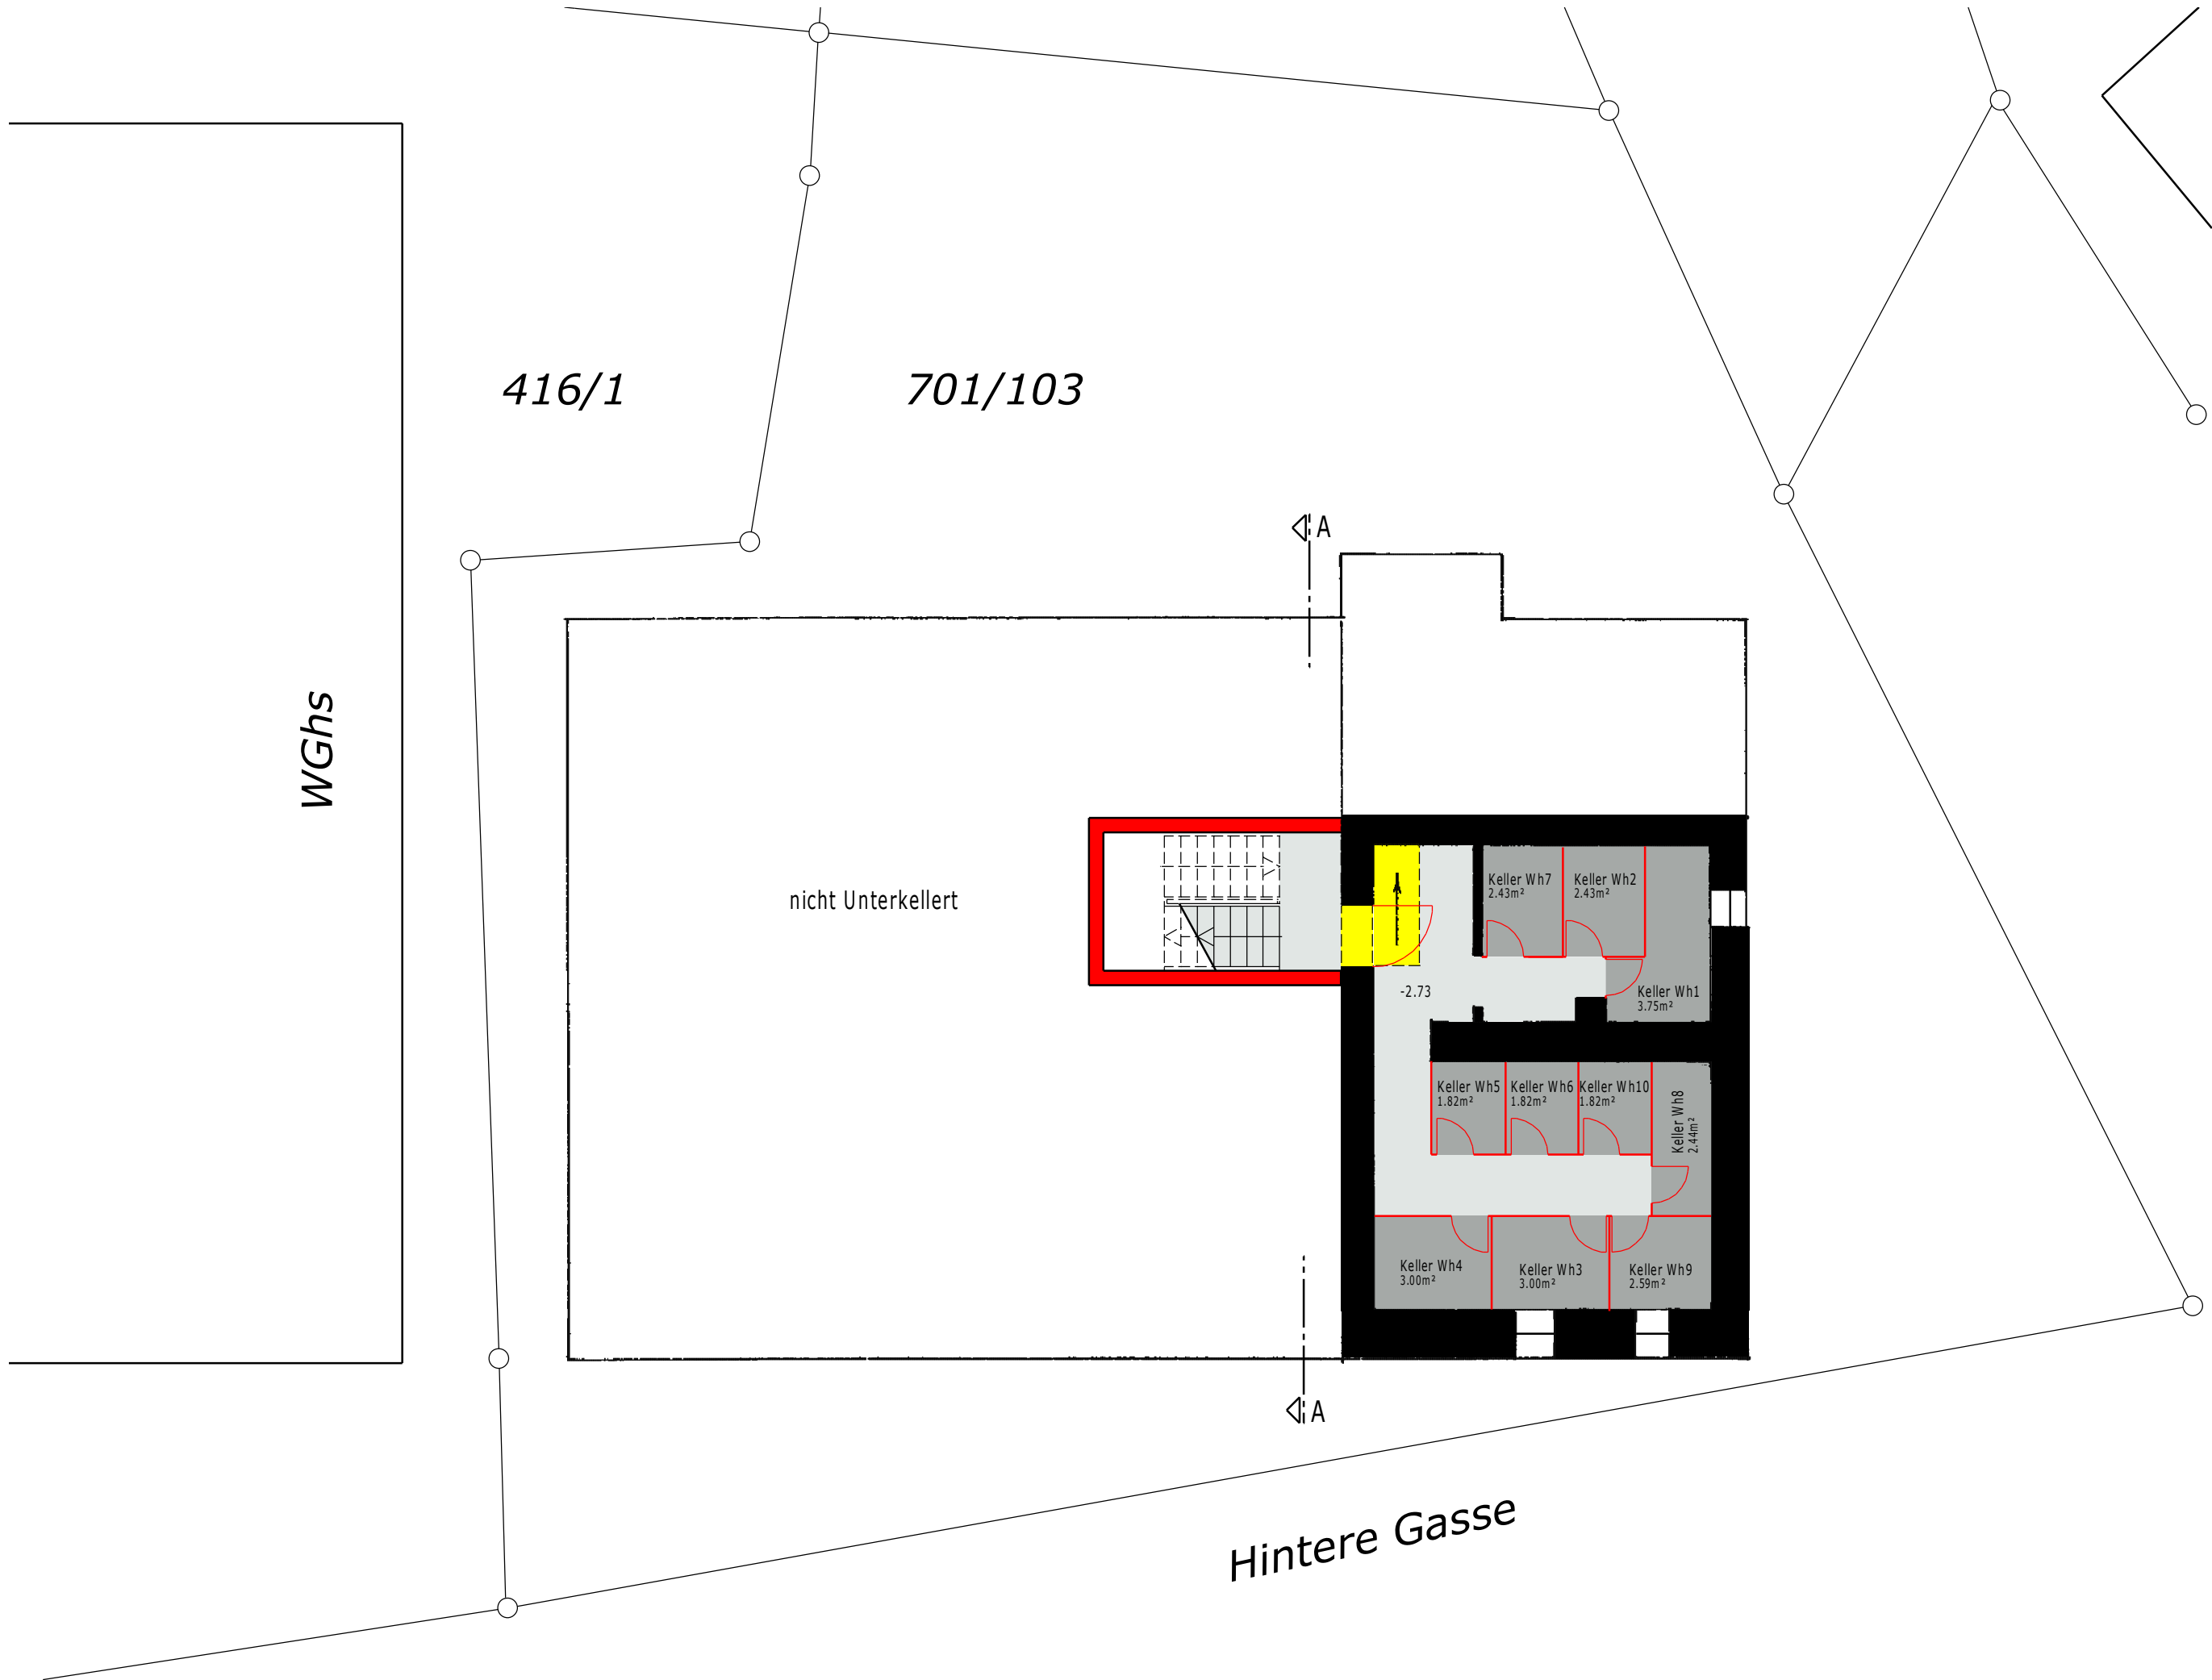 416/1
701/103
A
WGhs
nicht Unterkellert
Keller Wh7
2.43m²
Keller Wh2
2.43m²
-2.73
Keller Wh1
3.75m²
Keller Wh5
1.82m²
Keller Wh6
1.82m²
Keller Wh10
1.82m²
Keller Wh8
2.44m²
Keller Wh4
3.00m²
Keller Wh3
3.00m²
Keller Wh9
2.59m²
A
Hintere Gasse